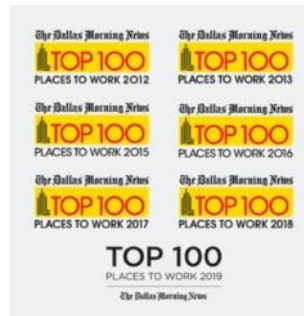 The Dallas Morning News
TOP 100
PLACES TO WORK 2012
The Dallas Morning News
TOP 100
PLACES TO WORK 2013
The Dallas Morning News
TOP 100
PLACES TO WORK 2015
The Dallas Morning News
TOP 100
PLACES TO WORK 2016
The Dallas Morning News
TOP 100
PLACES TO WORK 2017
The Dallas Morning News
TOP 100
PLACES TO WORK 2018
TOP 100
PLACES TO WORK 2019
The Dallas Morning News